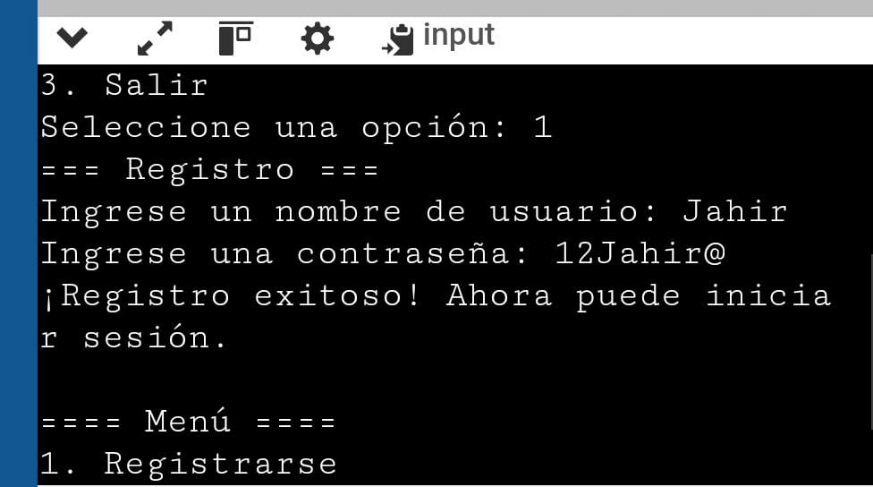 input
3. Salir
Seleccione una opción: 1
=== Registro ===
Ingrese un nombre de usuario: Jahir
Ingrese una contraseña: 12Jahir@
¡Registro exitoso! Ahora puede inicia
r sesión.
==== Menú ====
1. Registrarse